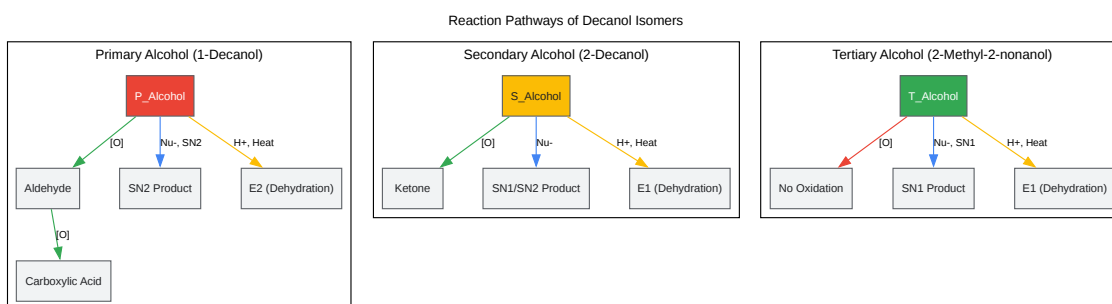 Reaction Pathways of Decanol Isomers
Primary Alcohol (1-Decanol)
P_Alcohol
[O]
Nu-, SN2
H+, Heat
Aldehyde
SN2 Product
E2 (Dehydration)
[O]
Carboxylic Acid
Secondary Alcohol (2-Decanol)
S_Alcohol
[O]
Nu-
H+, Heat
Ketone
SN1/SN2 Product
E1 (Dehydration)
Tertiary Alcohol (2-Methyl-2-nonanol)
T_Alcohol
[O]
Nu-, SN1
H+, Heat
No Oxidation
SN1 Product
E1 (Dehydration)